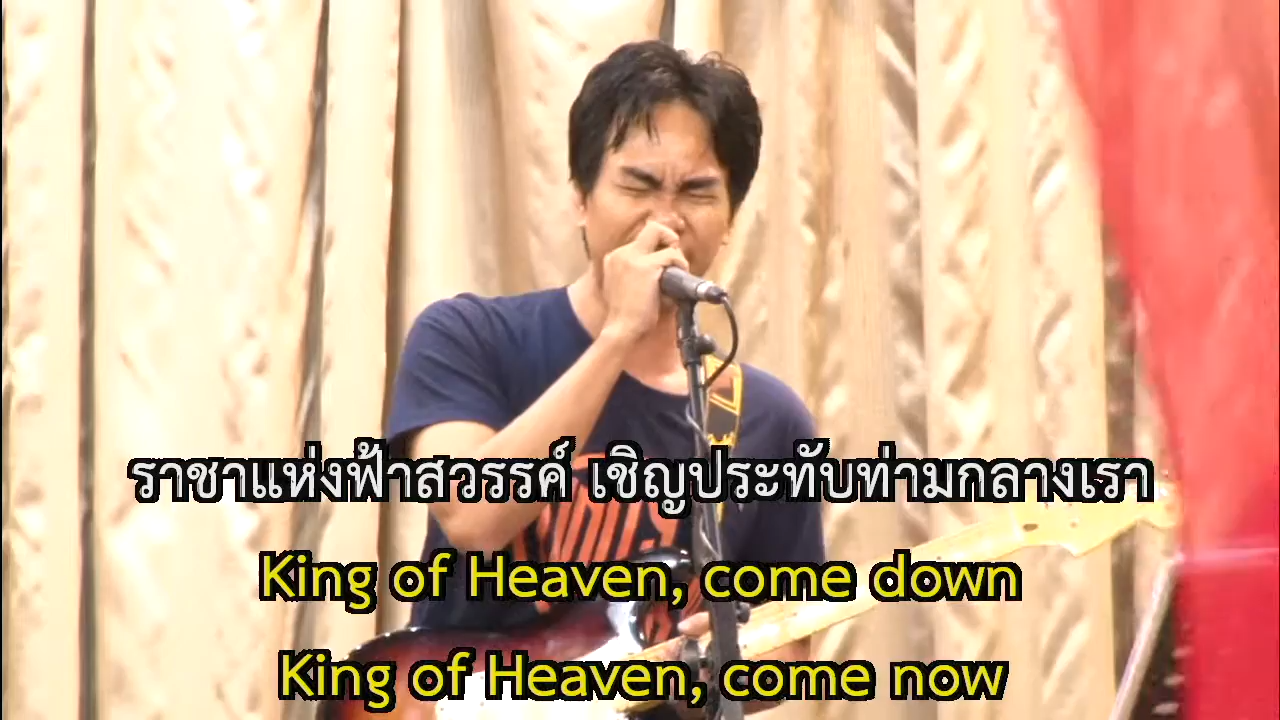 ราชาแห่งฟ้าสวรรค์ เชิญประทับท่ามกลางเรา
King of Heaven, come down
King of Heaven, come now